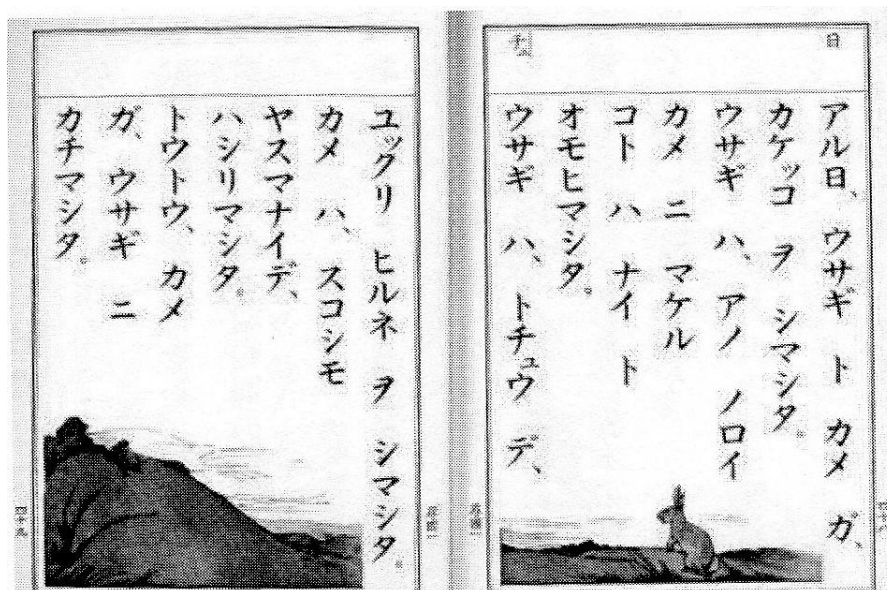 日
チ
アル日、ウサギ ト カメ ガ、
カケッコ ヲ シマシタ。
ウサギ ハ、アノ ノロイ
カメ ニ マケル
コト ハ ナイ ト
オモヒマシタ。
ウサギ ハ、トチュウ デ、
ユックリ ヒルネ ヲ シマシタ。
カメ ハ、スコシモ
ヤスマナイデ、
ハシリマシタ。
トウトウ、カメ
ガ、ウサギ ニ
カチマシタ。